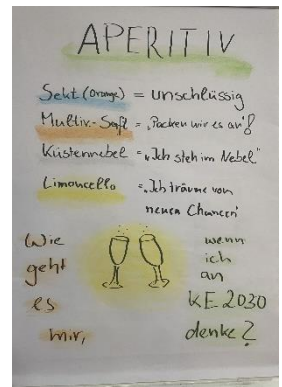 APERITIV
Sekt (Orange) = unschlüssig
Multiv.-Saft = „Packen wir es an“!
Küstennebel = „Ich steh im Nebel“
Limoncello = „Ich träume von
neuen Chancen“
Wie
geht
es
mir,
wenn
ich
an
KE 2030
denke?